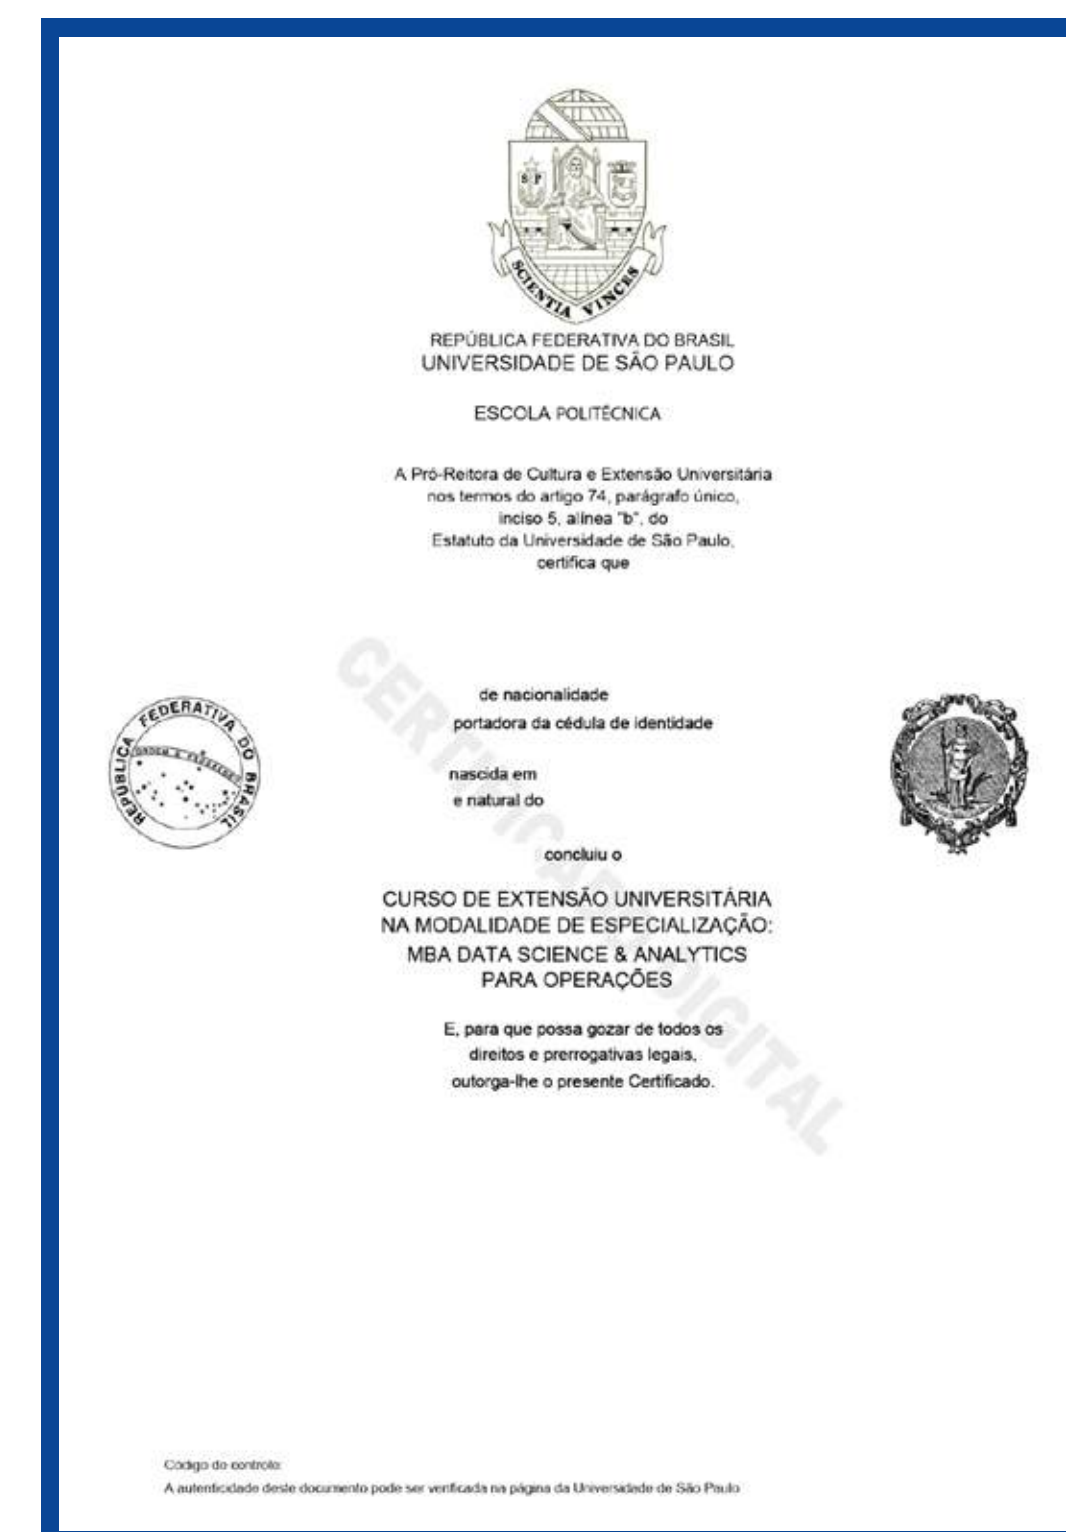 S P
SCIENTIA VINCES
REPÚBLICA FEDERATIVA DO BRASIL
UNIVERSIDADE DE SÃO PAULO
ESCOLA POLITÉCNICA
A Pró-Reitora de Cultura e Extensão Universitária
nos termos do artigo 74, parágrafo único,
inciso 5, alínea "b", do
Estatuto da Universidade de São Paulo,
certifica que
de nacionalidade
portadora da cédula de identidade
REPÚBLICA FEDERATIVA DO BRASIL
ORDEM E PROGRESSO
nascida em
e natural do
concluiu o
CURSO DE EXTENSÃO UNIVERSITÁRIA
NA MODALIDADE DE ESPECIALIZAÇÃO:
MBA DATA SCIENCE & ANALYTICS
PARA OPERAÇÕES
E, para que possa gozar de todos os
direitos e prerrogativas legais,
outorga-lhe o presente Certificado.
Código de controle:
A autenticidade deste documento pode ser verificada na página da Universidade de São Paulo